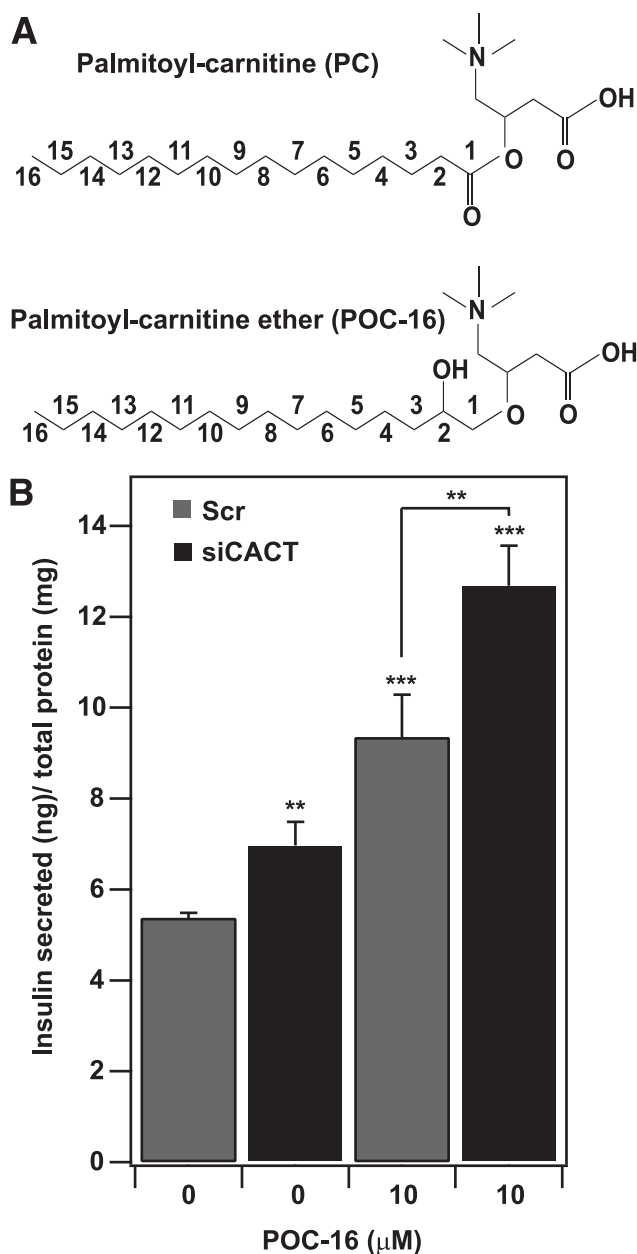 A
Palmitoyl-carnitine (PC)
N
OH
O
O
O
15 13 11 9 7 5 3 1
16 14 12 10 8 6 4 2
Palmitoyl-carnitine ether (POC-16)
N
OH
OH
O
O
15 13 11 9 7 5 3 1
16 14 12 10 8 6 4 2
B
Scr
siCACT
**
***
***
**
Insulin secreted (ng)/ total protein (mg)
14
12
10
8
6
4
2
0
0 0 10 10
POC-16 (μM)